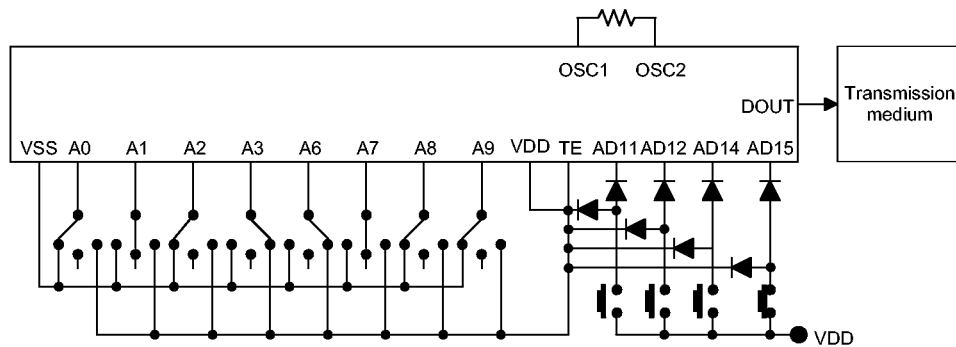 OSC1 OSC2
DOUT
Transmission
medium
VSS A0 A1 A2 A3 A6 A7 A8 A9 VDD TE AD11 AD12 AD14 AD15
VDD